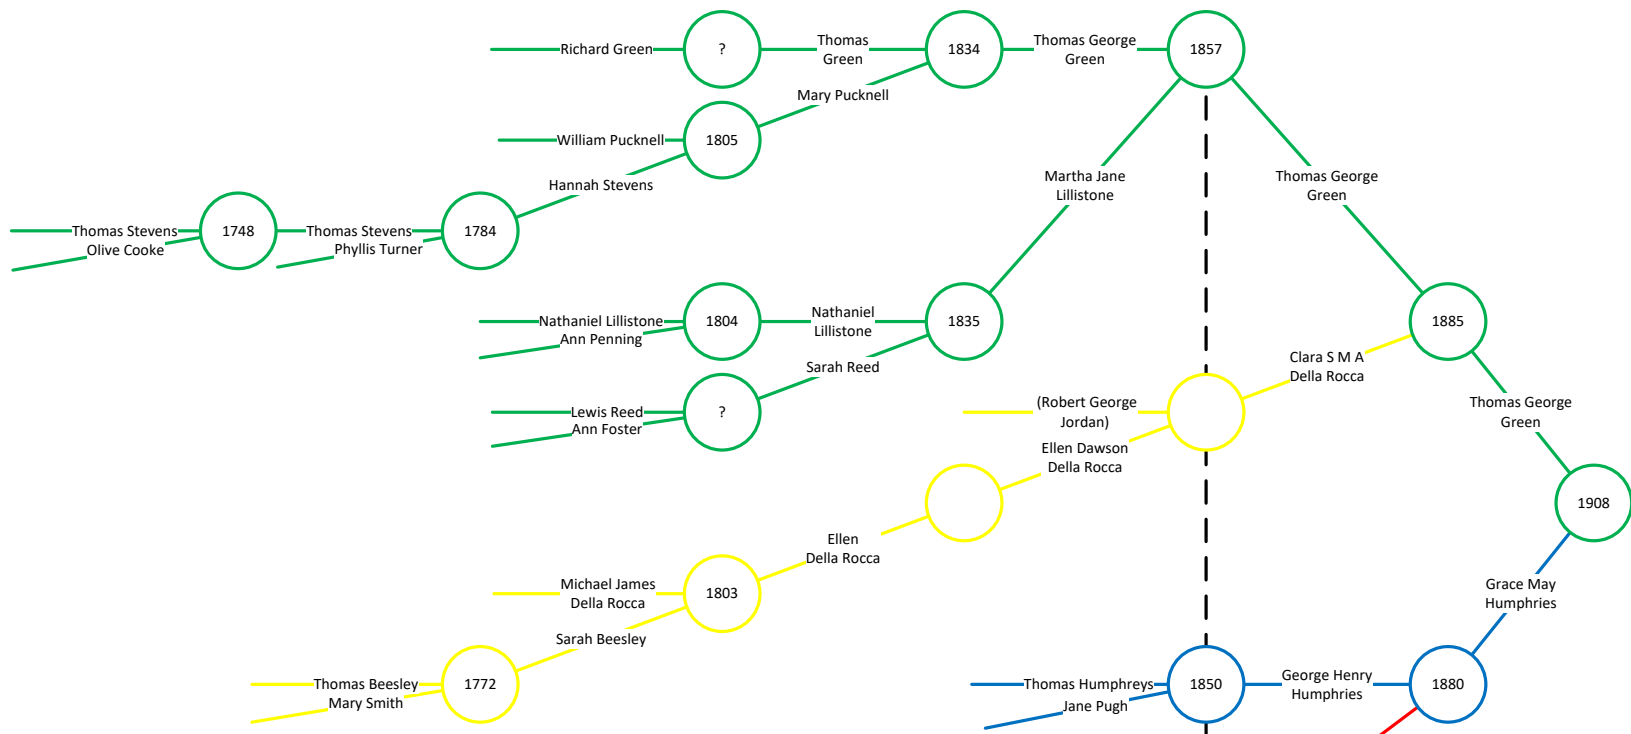 Richard Green
?
Thomas
Green
1834
Thomas George
Green
1857
Mary Pucknell
William Pucknell
1805
Hannah Stevens
Martha Jane
Lillistone
Thomas George
Green
Thomas Stevens
Olive Cooke
1748
Thomas Stevens
Phyllis Turner
1784
Nathaniel Lillistone
Ann Penning
1804
Nathaniel
Lillistone
1835
1885
Sarah Reed
Clara S M A
Della Rocca
Lewis Reed
Ann Foster
?
(Robert George
Jordan)
Thomas George
Green
Ellen Dawson
Della Rocca
1908
Ellen
Della Rocca
Michael James
Della Rocca
1803
Grace May
Humphries
Sarah Beesley
Thomas Beesley
Mary Smith
1772
Thomas Humphreys
Jane Pugh
1850
George Henry
Humphries
1880